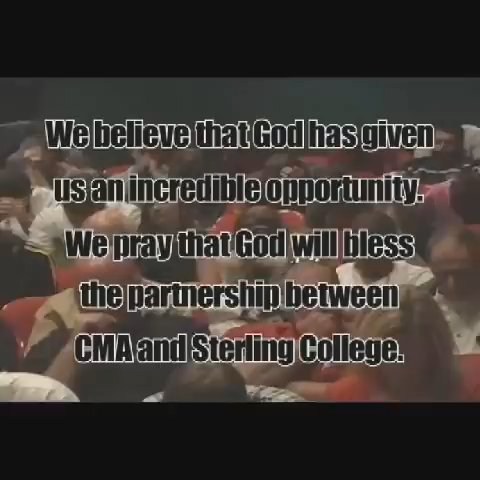 We believe that God has given
us an incredible opportunity.
We pray that God will bless
the partnership between
CMA and Sterling College.